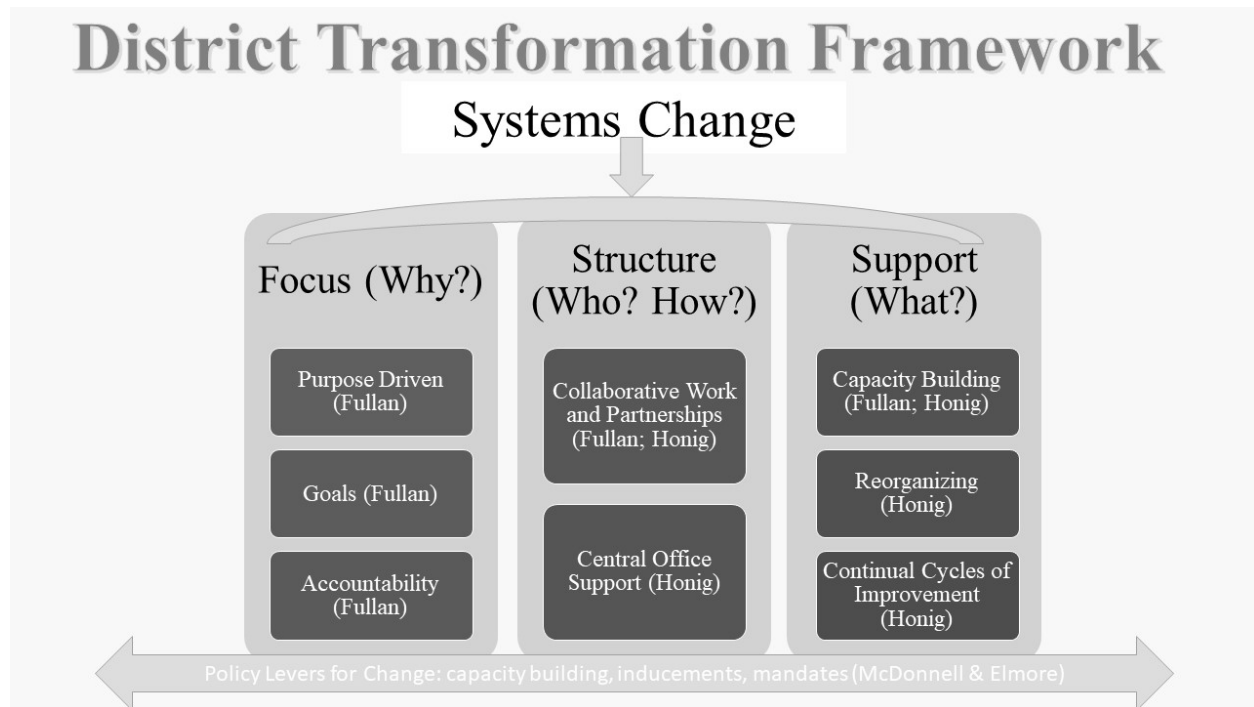 District Transformation Framework
Systems Change
Focus (Why?)
Purpose Driven
(Fullan)
Goals (Fullan)
Accountability
(Fullan)
Structure
(Who? How?)
Collaborative Work
and Partnerships
(Fullan; Honig)
Central Office
Support (Honig)
Support
(What?)
Capacity Building
(Fullan; Honig)
Reorganizing
(Honig)
Continual Cycles of
Improvement
(Honig)
Policy Levers for Change: capacity building, inducements, mandates (McDonnell & Elmore)